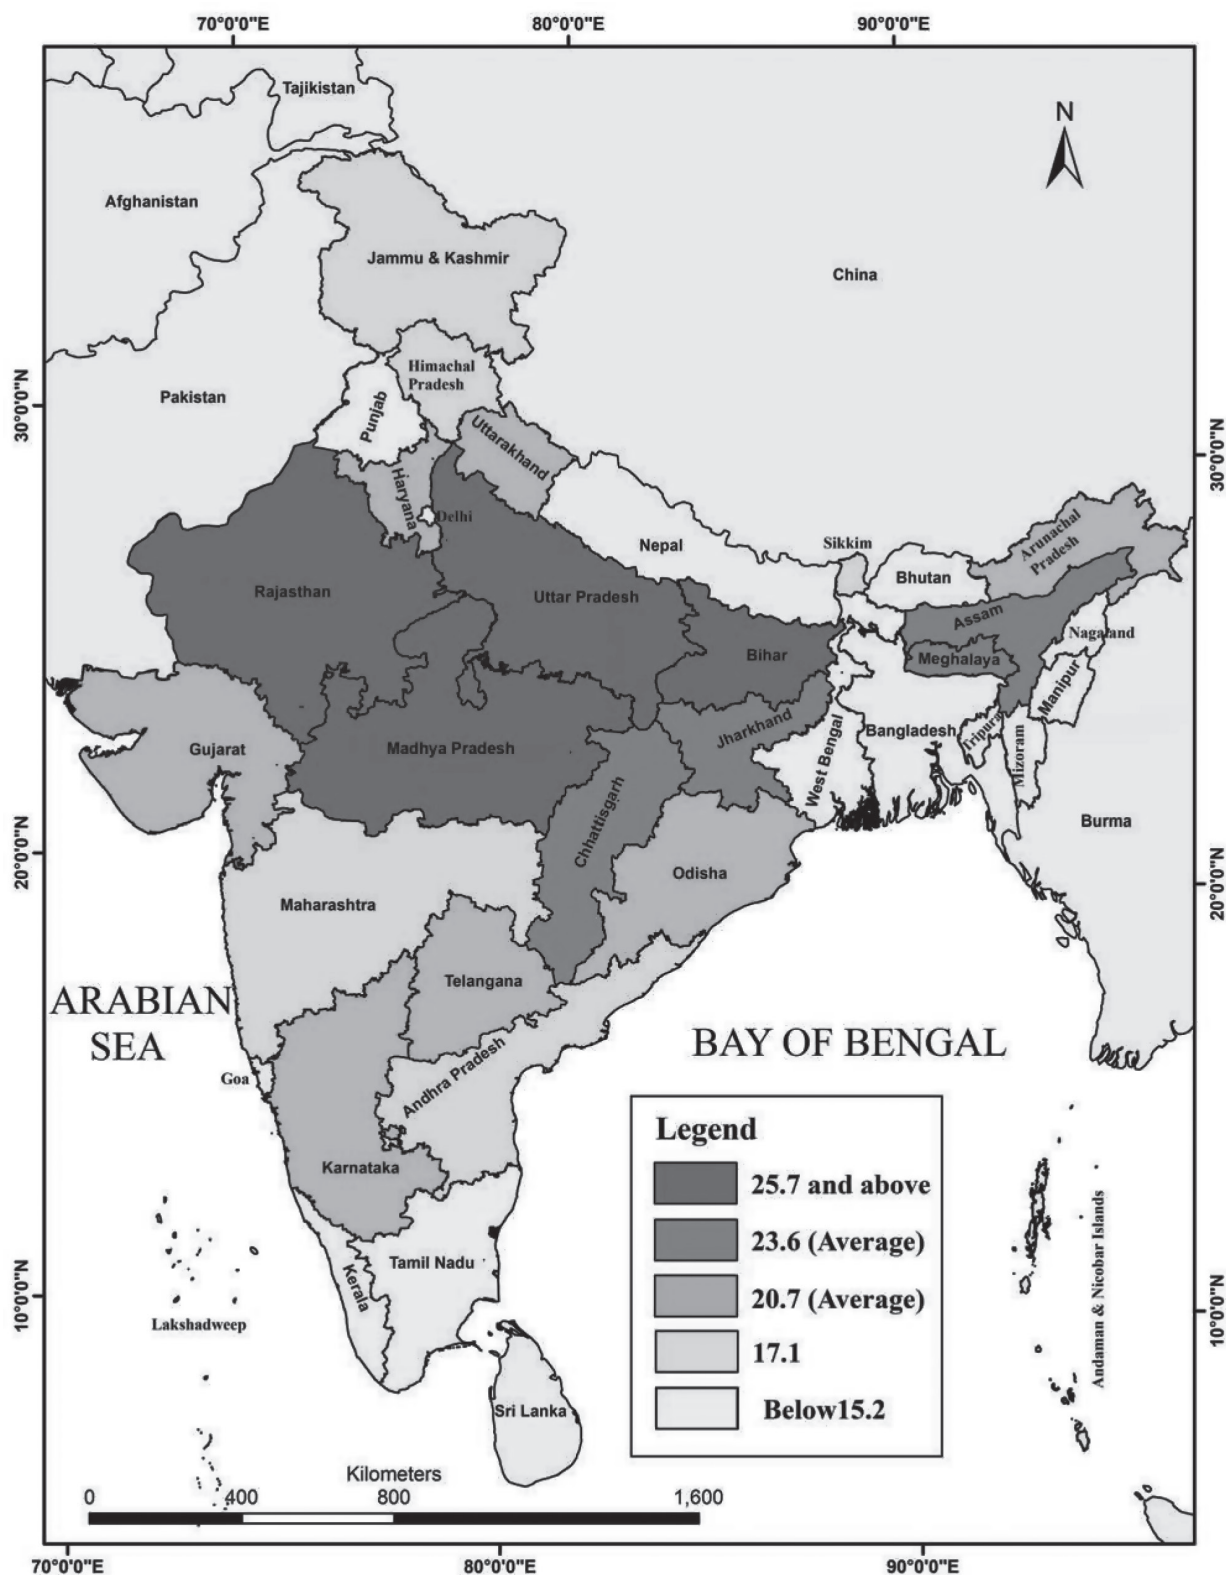 70°0'0"E
80°0'0"E
90°0'0"E
Tajikistan
N
Afghanistan
Jammu & Kashmir
China
Himachal
Pradesh
Pakistan
30°0'0"N
Punjab
Uttarakhand
30°0'0"N
Haryana
Delhi
Nepal
Sikkim
Bhutan
Arunachal
Pradesh
Rajasthan
Uttar Pradesh
Assam
Nagaland
Bihar
Meghalaya
Manipur
Gujarat
Madhya Pradesh
Jharkhand
West Bengal
Bangladesh
Tripura
Mizoram
Chhattisgarh
Burma
20°0'0"N
Odisha
20°0'0"N
Maharashtra
Telangana
ARABIAN
SEA
BAY OF BENGAL
Goa
Andhra Pradesh
Karnataka
Legend
25.7 and above
23.6 (Average)
20.7 (Average)
17.1
Below15.2
Tamil Nadu
Kerala
10°0'0"N
Lakshadweep
Andaman & Nicobar Islands
10°0'0"N
Sri Lanka
Kilometers
0 400 800 1,600
70°0'0"E
80°0'0"E
90°0'0"E